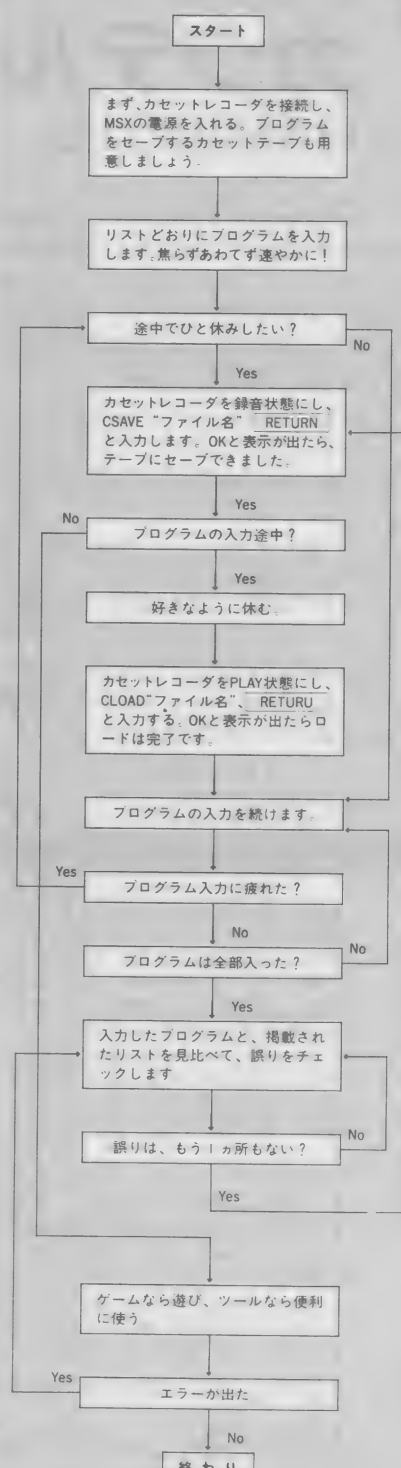 スタート
まず、カセットレコーダを接続し、
MSXの電源を入れる。プログラム
をセーブするカセットテープも用
意しましょう.
リストどおりにプログラムを入力
します.焦らずあわてず速やかに!
途中でひと休みしたい?
No
Yes
カセットレコーダを録音状態にし、
CSAVE “ファイル名” RETURN
と入力します。OKと表示が出たら、
テープにセーブできました.
Yes
No
プログラムの入力途中?
Yes
好きなように休む.
カセットレコーダをPLAY状態にし、
CLOAD“ファイル名”、RETURU
と入力する.OKと表示が出たらロ
ードは完了です.
プログラムの入力を続けます.
Yes
プログラム入力に疲れた?
No
プログラムは全部入った?
No
Yes
入力したプログラムと、掲載され
たリストを見比べて、誤りをチェ
ックします
誤りは、もう1ヵ所もない?
No
Yes
ゲームなら遊び、ツールなら便利
に使う
Yes
エラーが出た
No
終わり